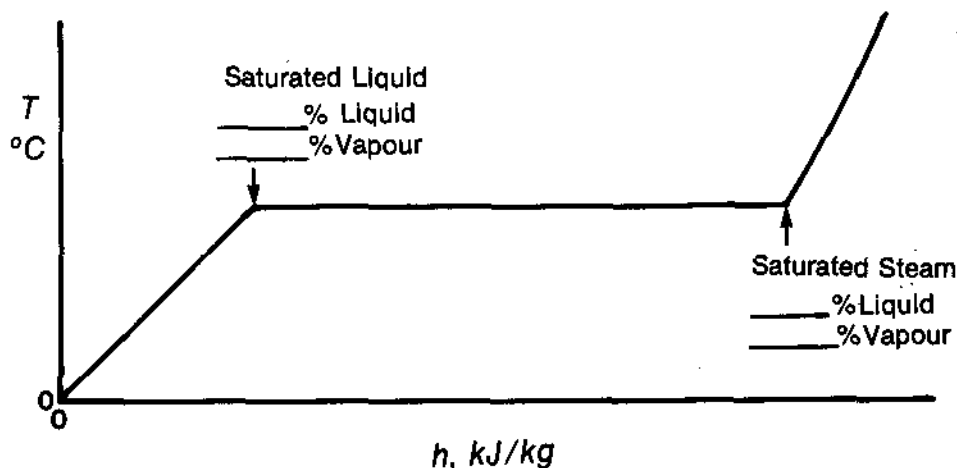 Saturated Liquid
% Liquid
% Vapour
T
°C
Saturated Steam
% Liquid
% Vapour
0
0
h, kJ/kg